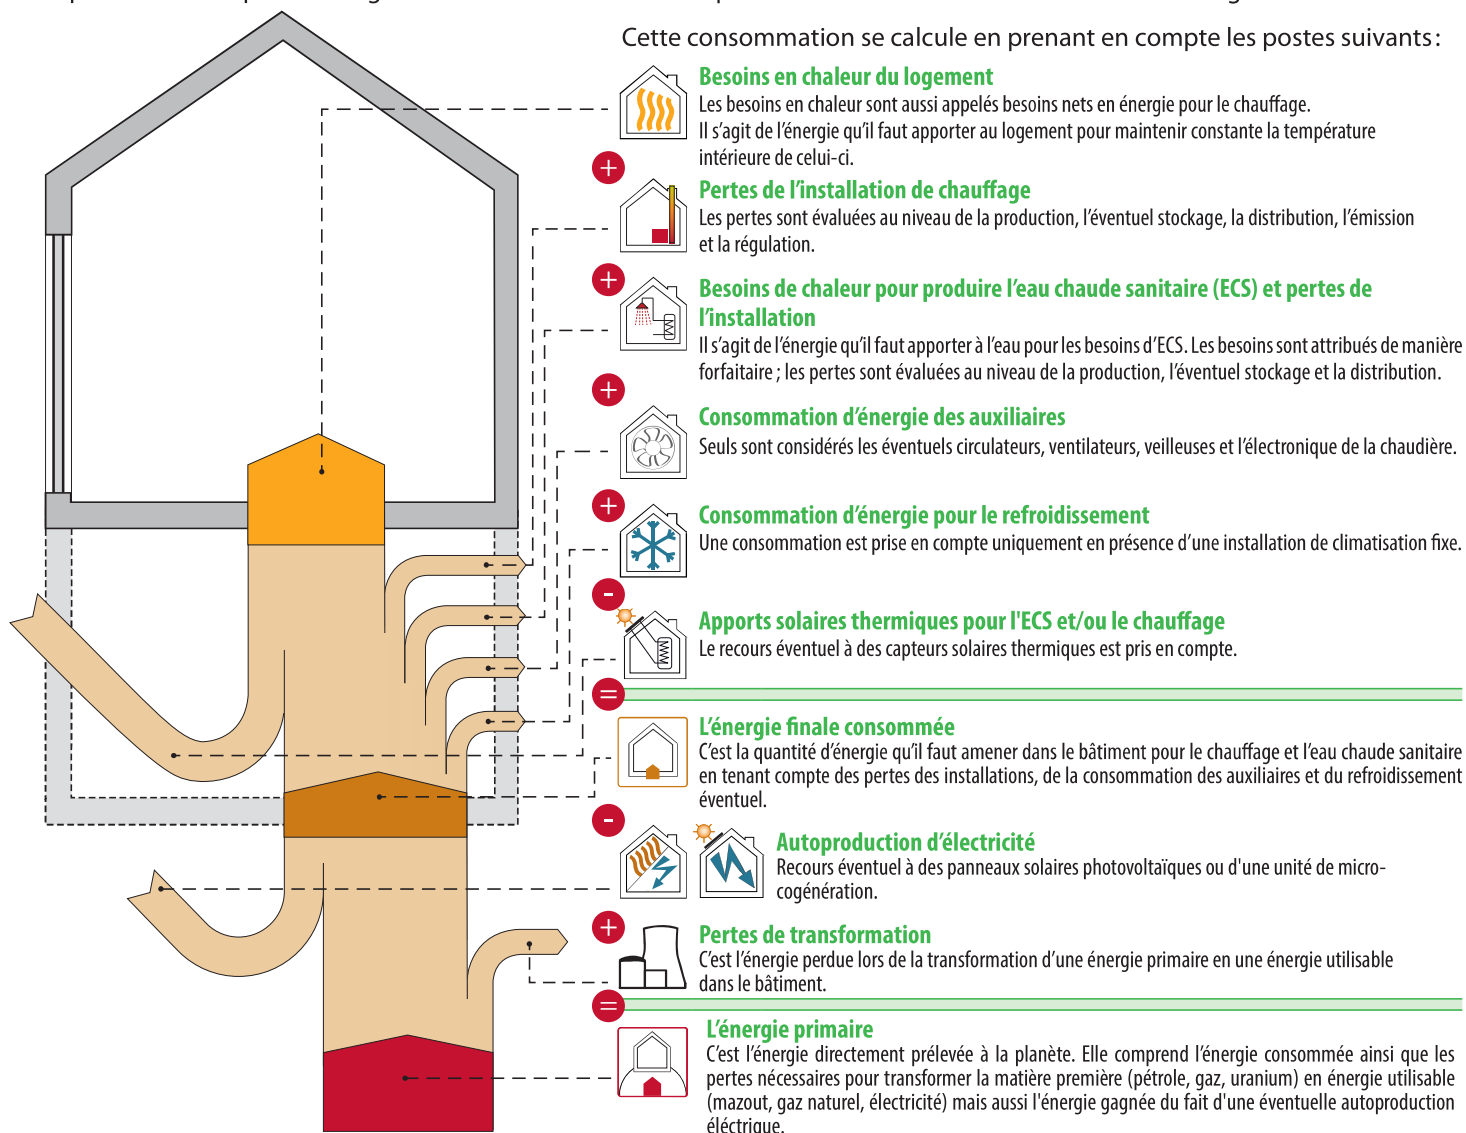 Cette consommation se calcule en prenant en compte les postes suivants :
Besoins en chaleur du logement
Les besoins en chaleur sont aussi appelés besoins nets en énergie pour le chauffage.
Il s’agit de l’énergie qu’il faut apporter au logement pour maintenir constante la température
intérieure de celui-ci.
+
Pertes de l’installation de chauffage
Les pertes sont évaluées au niveau de la production, l’éventuel stockage, la distribution, l’émission
et la régulation.
+
Besoins de chaleur pour produire l’eau chaude sanitaire (ECS) et pertes de
l’installation
Il s’agit de l’énergie qu’il faut apporter à l’eau pour les besoins d’ECS. Les besoins sont attribués de manière
forfaitaire ; les pertes sont évaluées au niveau de la production, l’éventuel stockage et la distribution.
+
Consommation d’énergie des auxiliaires
Seuls sont considérés les éventuels circulateurs, ventilateurs, veilleuses et l’électronique de la chaudière.
+
Consommation d’énergie pour le refroidissement
Une consommation est prise en compte uniquement en présence d’une installation de climatisation fixe.
-
Apports solaires thermiques pour l'ECS et/ou le chauffage
Le recours éventuel à des capteurs solaires thermiques est pris en compte.
=
L’énergie finale consommée
C’est la quantité d’énergie qu’il faut amener dans le bâtiment pour le chauffage et l’eau chaude sanitaire
en tenant compte des pertes des installations, de la consommation des auxiliaires et du refroidissement
éventuel.
-
Autoproduction d’électricité
Recours éventuel à des panneaux solaires photovoltaïques ou d'une unité de micro-
cogénération.
+
Pertes de transformation
C’est l’énergie perdue lors de la transformation d’une énergie primaire en une énergie utilisable
dans le bâtiment.
=
L’énergie primaire
C’est l’énergie directement prélevée à la planète. Elle comprend l’énergie consommée ainsi que les
pertes nécessaires pour transformer la matière première (pétrole, gaz, uranium) en énergie utilisable
(mazout, gaz naturel, électricité) mais aussi l'énergie gagnée du fait d'une éventuelle autoproduction
éléctrique.